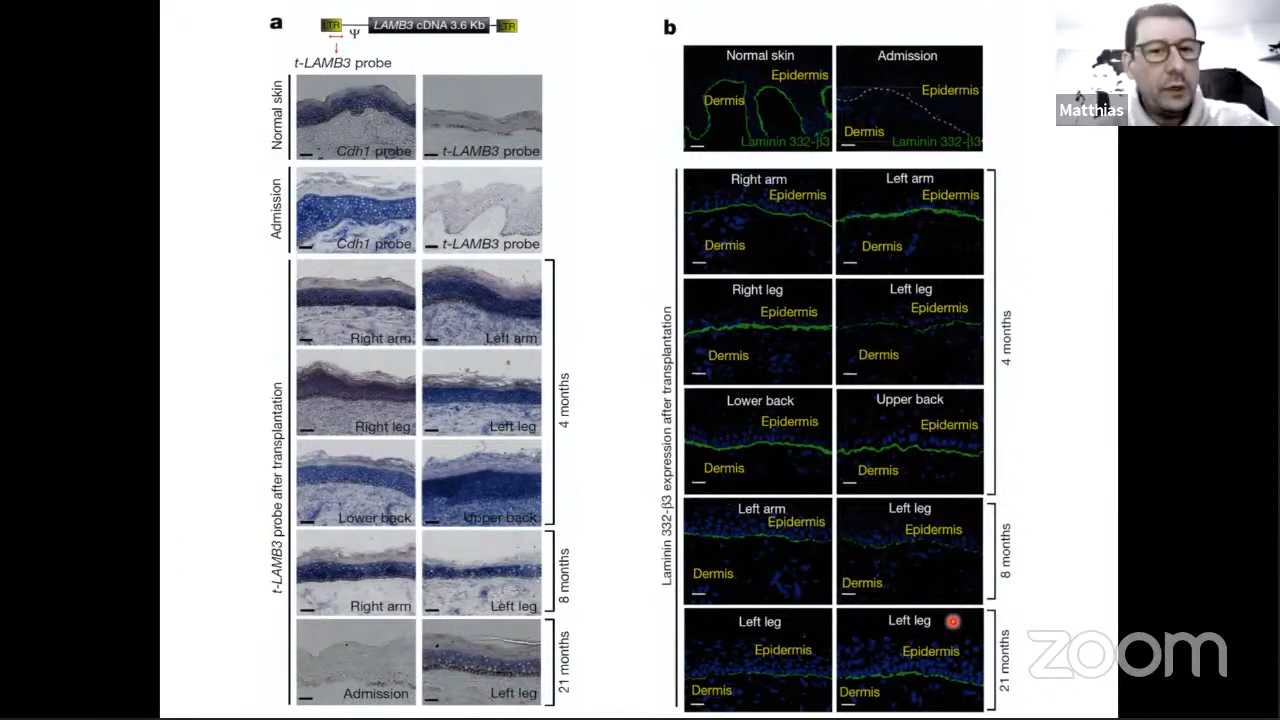 a
LTR
Ψ
LAMB3 cDNA 3.6 Kb
LTR
t-LAMB3 probe
Normal skin
Cdh1 probe
t-LAMB3 probe
Admission
Cdh1 probe
t-LAMB3 probe
t-LAMB3 probe after transplantation
Right arm
Left arm
Right leg
Left leg
Lower back
Upper back
4 months
Right arm
Left leg
8 months
Admission
Left leg
21 months
b
Normal skin
Epidermis
Dermis
Laminin 332-β3
Admission
Epidermis
Dermis
Laminin 332-β3
Laminin 332-β3 expression after transplantation
Right arm
Epidermis
Dermis
Left arm
Epidermis
Dermis
Right leg
Epidermis
Dermis
Left leg
Epidermis
Dermis
Lower back
Epidermis
Dermis
Upper back
Epidermis
Dermis
4 months
Left arm
Epidermis
Dermis
Left leg
Epidermis
Dermis
8 months
Left leg
Epidermis
Dermis
Left leg
Epidermis
Dermis
21 months
Matthias
zoom